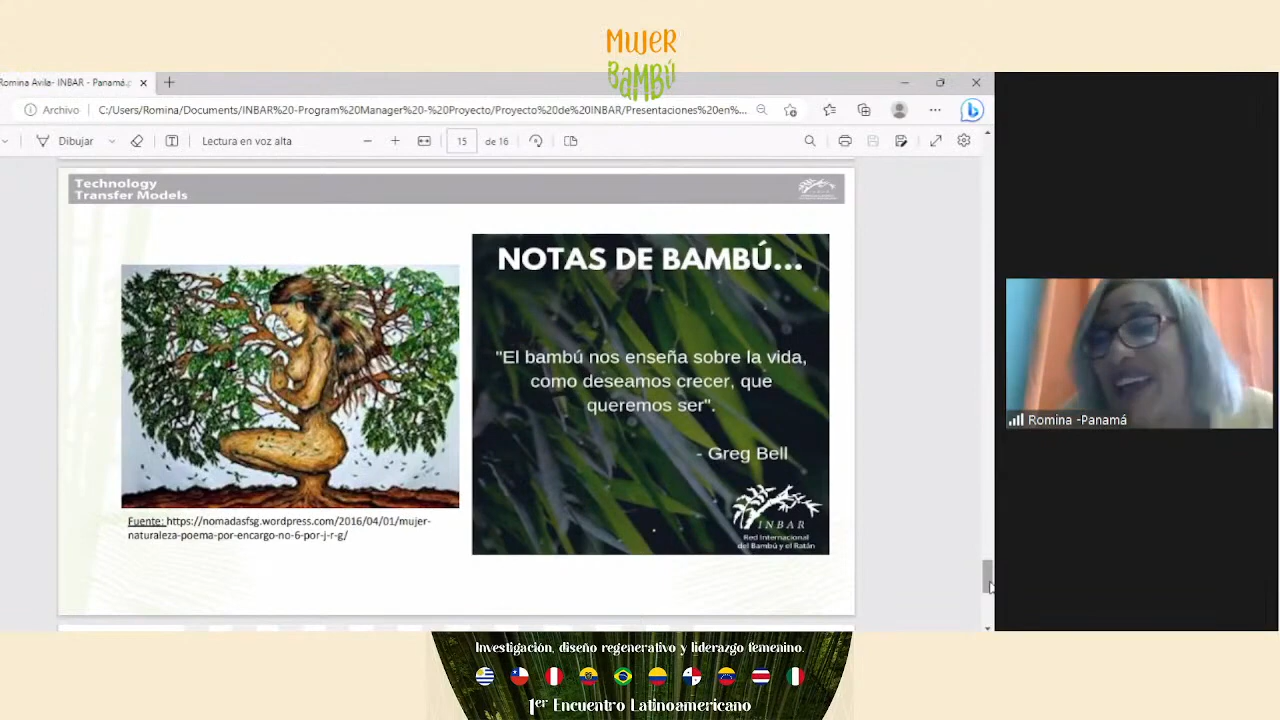 MUJER
BAMBÚ
Romina Avila- INBAR - Panamá.
Archivo
C:/Users/Romina/Documents/INBAR%20-Program%20Manager%20-%20Proyecto/Proyecto%20de%20INBAR/Presentaciones%20en%...
Dibujar
Lectura en voz alta
15
de 16
Technology
Transfer Models
NOTAS DE BAMBÚ...
"El bambú nos enseña sobre la vida,
como deseamos crecer, que
queremos ser".
- Greg Bell
INBAR
Red Internacional
del Bambú y el Ratán
Fuente: https://nomadasfsg.wordpress.com/2016/04/01/mujer-
naturaleza-poema-por-encargo-no-6-por-j-r-g/
Romina -Panamá
Investigación, diseño regenerativo y liderazgo femenino.
1er Encuentro Latinoamericano